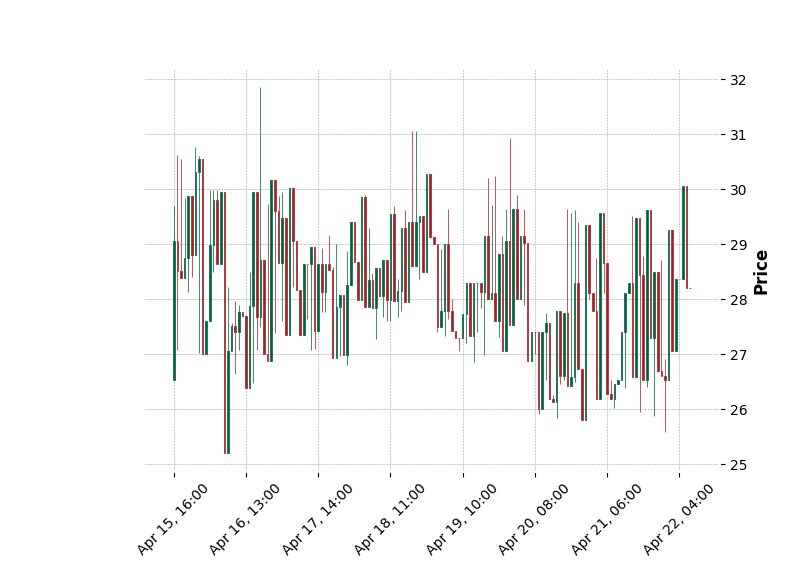 32
31
30
29
28
27
26
25
Price
Apr 15, 16:00
Apr 16, 13:00
Apr 17, 14:00
Apr 18, 11:00
Apr 19, 10:00
Apr 20, 08:00
Apr 21, 06:00
Apr 22, 04:00